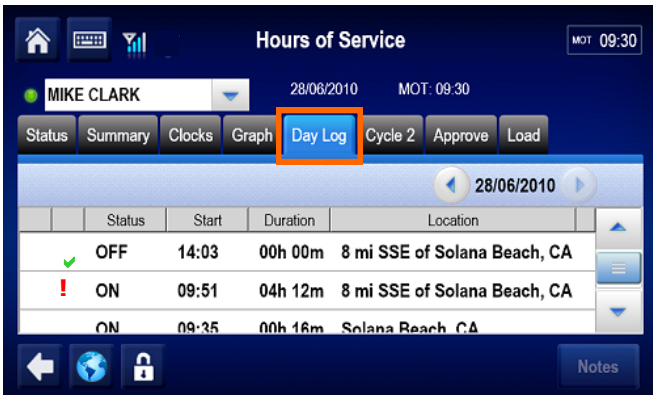 Hours of Service
MOT 09:30
MIKE CLARK 28/06/2010 MOT: 09:30
Status Summary Clocks Graph Day Log Cycle 2 Approve Load
28/06/2010
Status Start Duration Location
OFF 14:03 00h 00m 8 mi SSE of Solana Beach, CA
! ON 09:51 04h 12m 8 mi SSE of Solana Beach, CA
ON 09:35 00h 16m Solana Beach, CA
Notes